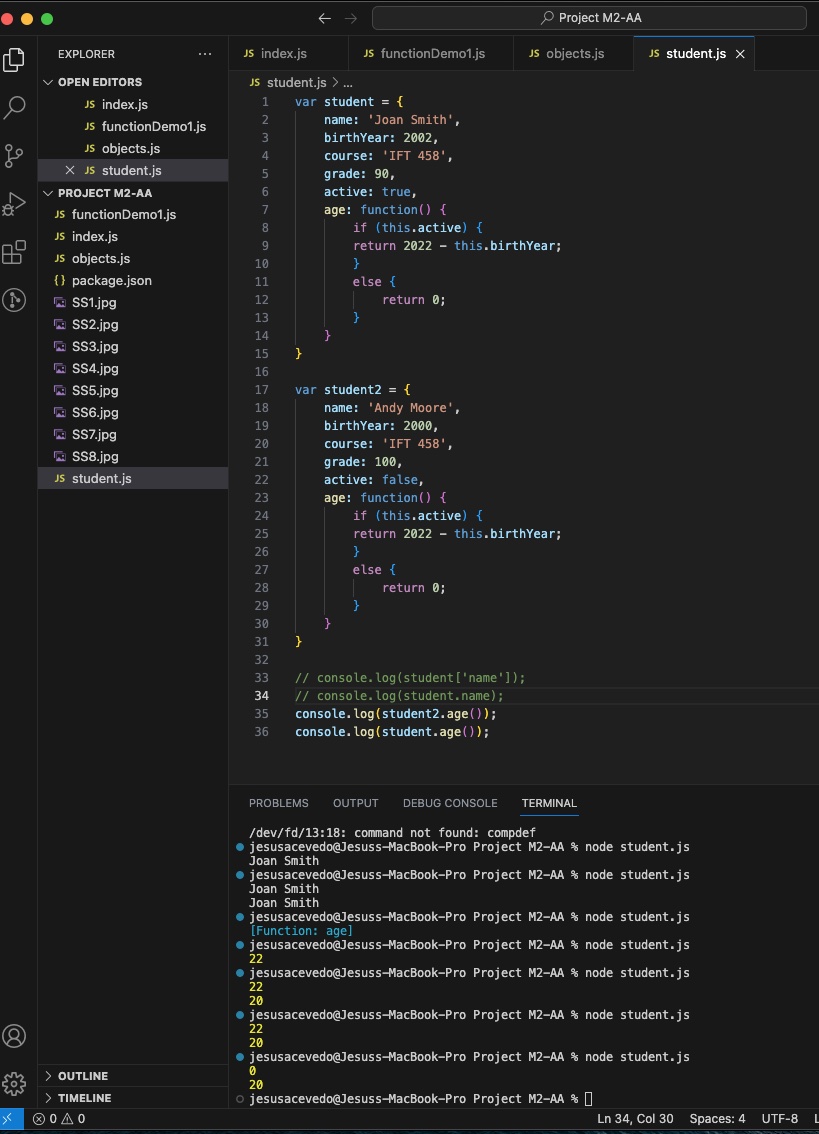 Project M2-AA
EXPLORER
OPEN EDITORS
JS index.js
JS functionDemo1.js
JS objects.js
JS student.js
PROJECT M2-AA
JS functionDemo1.js
JS index.js
JS objects.js
{} package.json
SS1.jpg
SS2.jpg
SS3.jpg
SS4.jpg
SS5.jpg
SS6.jpg
SS7.jpg
SS8.jpg
JS student.js
OUTLINE
TIMELINE
JS index.js JS functionDemo1.js JS objects.js JS student.js
JS student.js > ...
1 var student = {
2 name: 'Joan Smith',
3 birthYear: 2002,
4 course: 'IFT 458',
5 grade: 90,
6 active: true,
7 age: function() {
8 if (this.active) {
9 return 2022 - this.birthYear;
10 }
11 else {
12 return 0;
13 }
14 }
15 }
16
17 var student2 = {
18 name: 'Andy Moore',
19 birthYear: 2000,
20 course: 'IFT 458',
21 grade: 100,
22 active: false,
23 age: function() {
24 if (this.active) {
25 return 2022 - this.birthYear;
26 }
27 else {
28 return 0;
29 }
30 }
31 }
32
33 // console.log(student['name']);
34 // console.log(student.name);
35 console.log(student2.age());
36 console.log(student.age());
PROBLEMS OUTPUT DEBUG CONSOLE TERMINAL
/dev/fd/13:18: command not found: compdef
jesusacevedo@Jesuss-MacBook-Pro Project M2-AA % node student.js
Joan Smith
jesusacevedo@Jesuss-MacBook-Pro Project M2-AA % node student.js
Joan Smith
Joan Smith
jesusacevedo@Jesuss-MacBook-Pro Project M2-AA % node student.js
[Function: age]
jesusacevedo@Jesuss-MacBook-Pro Project M2-AA % node student.js
22
jesusacevedo@Jesuss-MacBook-Pro Project M2-AA % node student.js
22
20
jesusacevedo@Jesuss-MacBook-Pro Project M2-AA % node student.js
22
20
jesusacevedo@Jesuss-MacBook-Pro Project M2-AA % node student.js
0
20
jesusacevedo@Jesuss-MacBook-Pro Project M2-AA %
0 0 Ln 34, Col 30 Spaces: 4 UTF-8 L